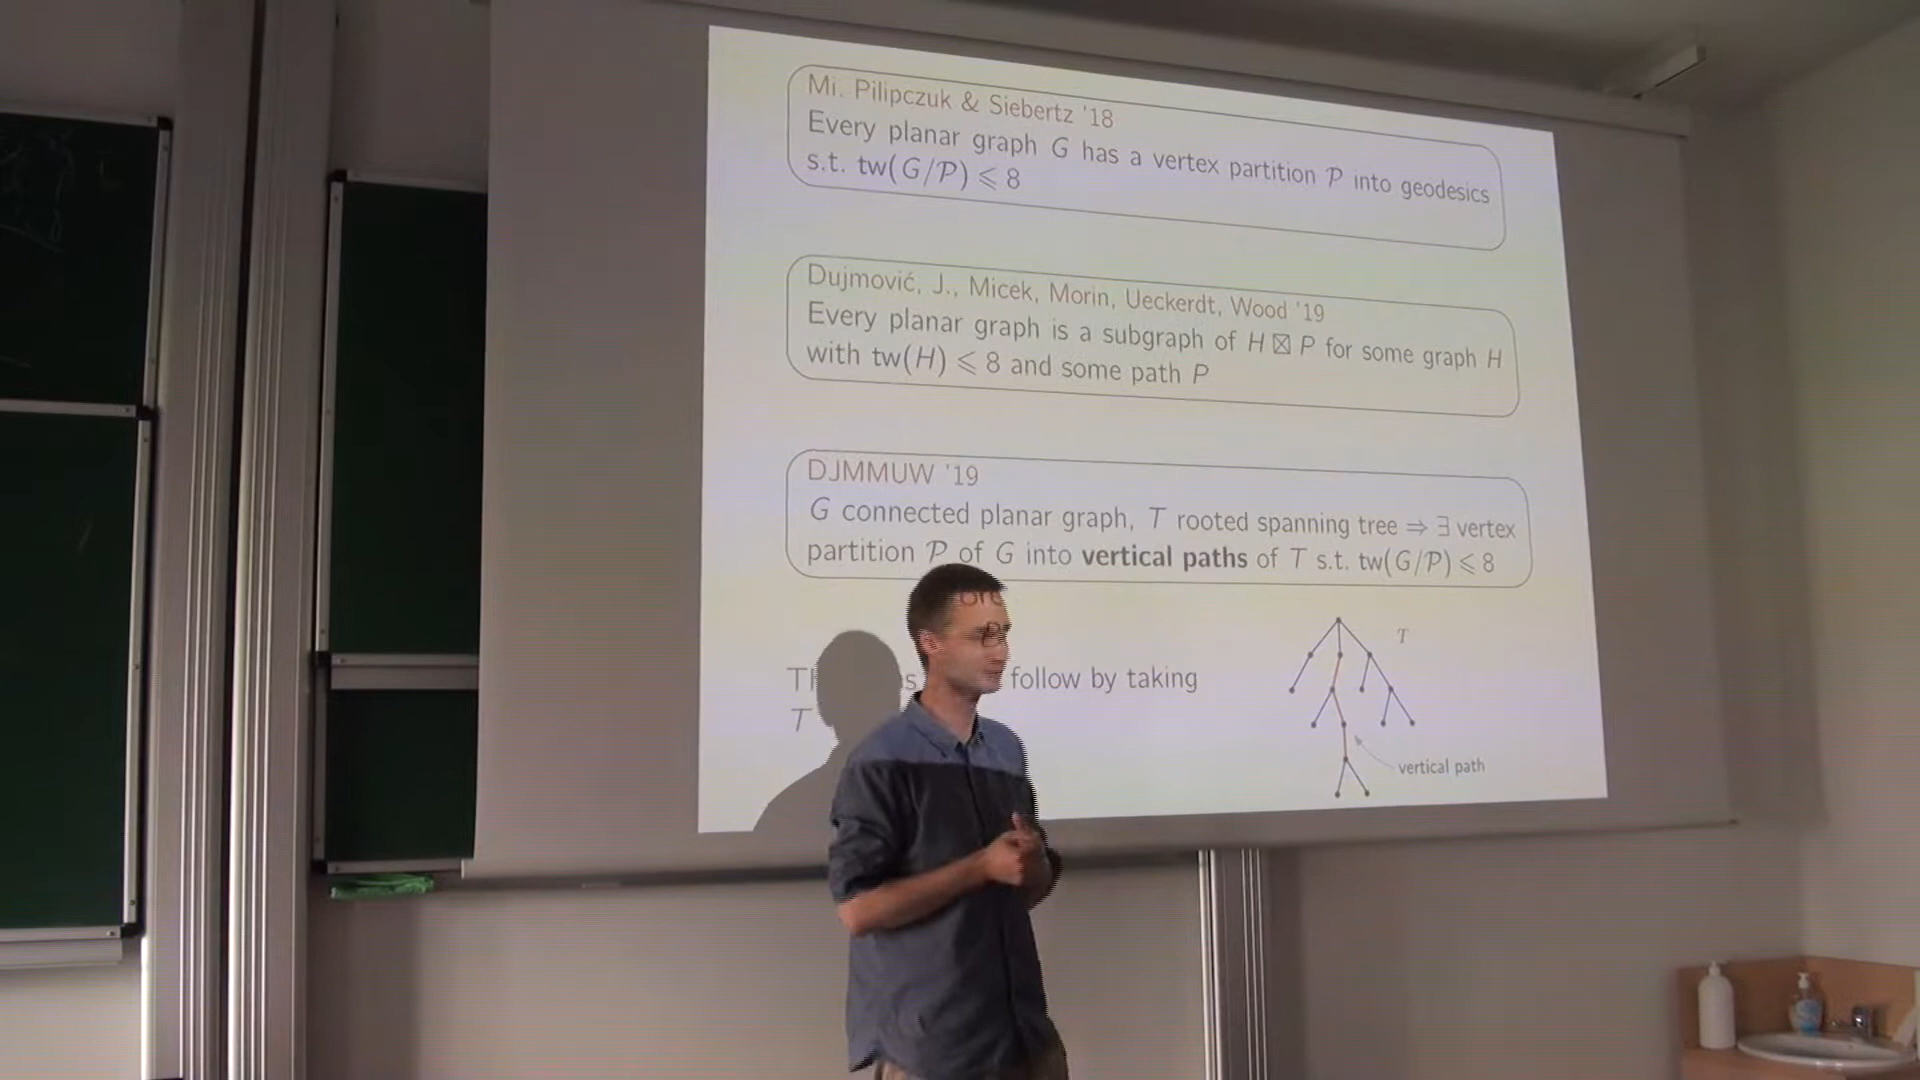 Mi. Pilipczuk & Siebertz '18
Every planar graph G has a vertex partition 𝒫 into geodesics
s.t. tw(G/𝒫) ⩽ 8
Dujmović, J., Micek, Morin, Ueckerdt, Wood '19
Every planar graph is a subgraph of H ⊠ P for some graph H
with tw(H) ⩽ 8 and some path P
DJMMUW '19
G connected planar graph, T rooted spanning tree ⇒ ∃ vertex
partition 𝒫 of G into vertical paths of T s.t. tw(G/𝒫) ⩽ 8
follow by taking
T
T
vertical path